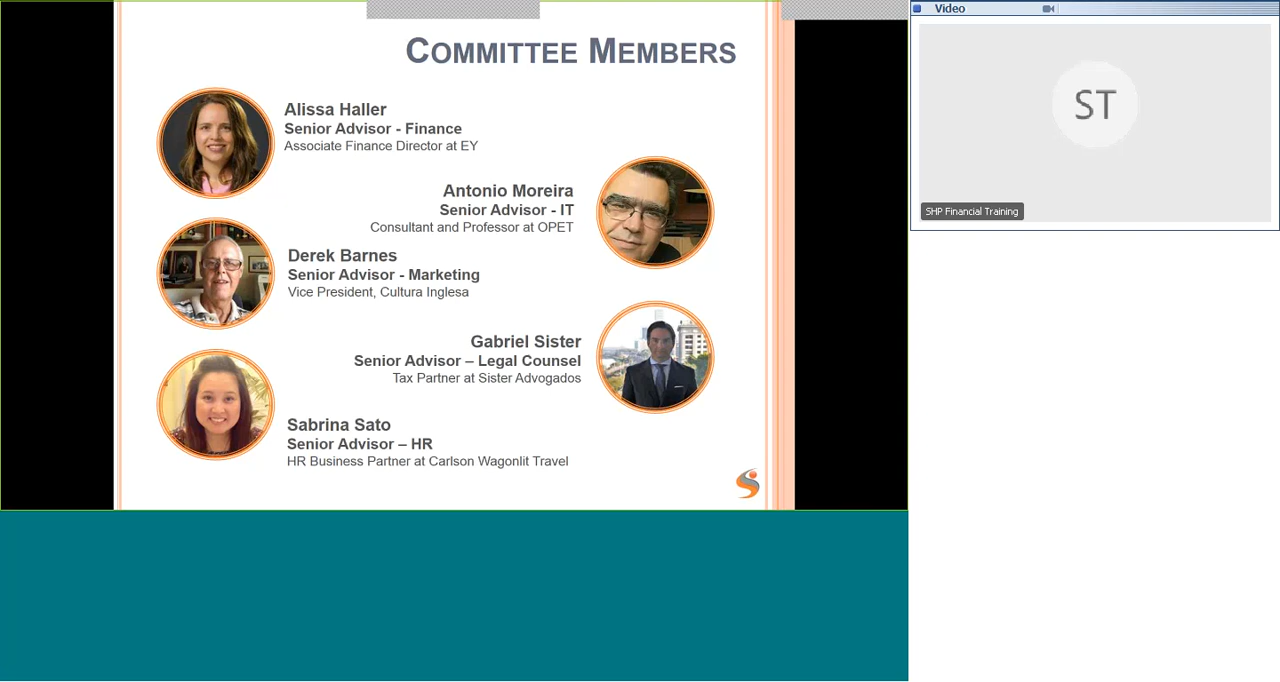 COMMITTEE MEMBERS
Alissa Haller
Senior Advisor - Finance
Associate Finance Director at EY
Antonio Moreira
Senior Advisor - IT
Consultant and Professor at OPET
Derek Barnes
Senior Advisor - Marketing
Vice President, Cultura Inglesa
Gabriel Sister
Senior Advisor – Legal Counsel
Tax Partner at Sister Advogados
Sabrina Sato
Senior Advisor – HR
HR Business Partner at Carlson Wagonlit Travel
Video
ST
SHP Financial Training